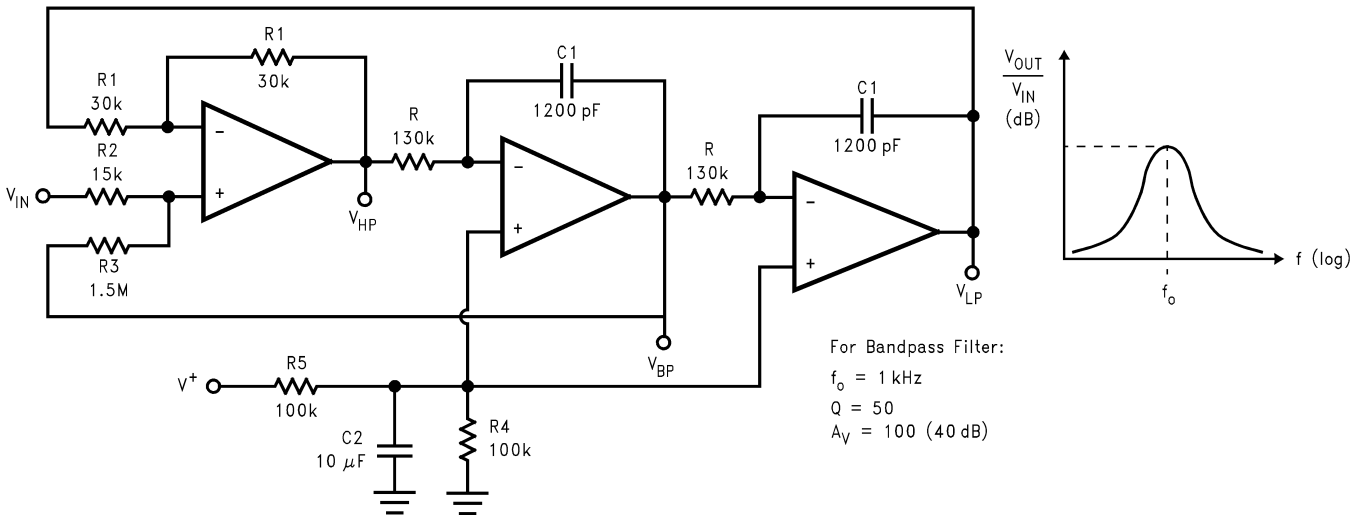 R1
30k
R1
30k
R2
15k
V_IN
R3
1.5M
−
+
V_HP
R
130k
C1
1200 pF
−
+
V_BP
R
130k
C1
1200 pF
−
+
V_LP
V+
R5
100k
C2
10 μF
R4
100k
V_OUT
V_IN
(dB)
f (log)
f_o
For Bandpass Filter:
f_o = 1 kHz
Q = 50
A_V = 100 (40 dB)